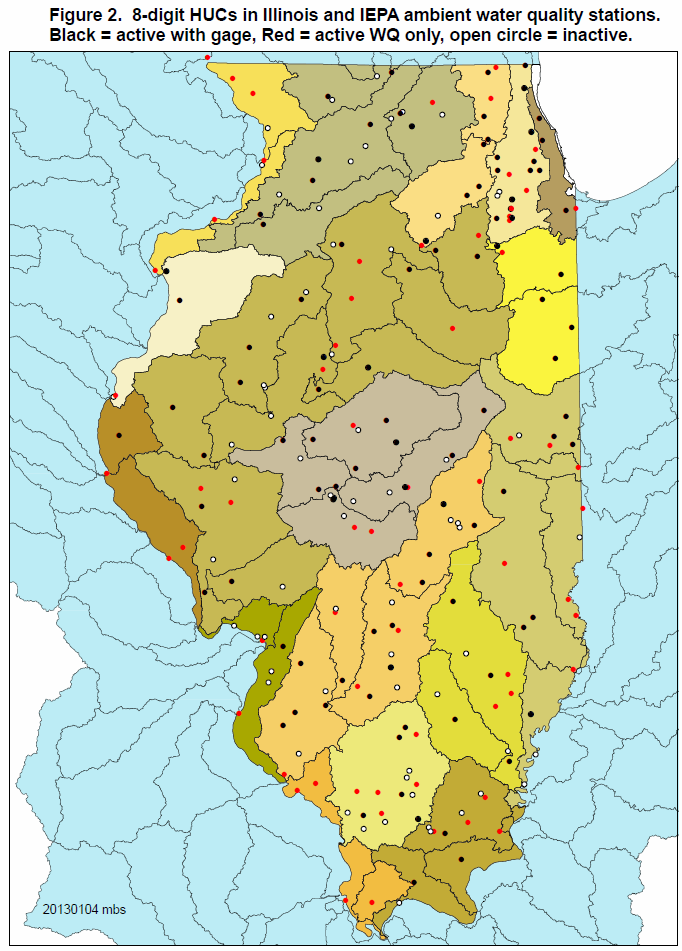 Figure 2.  8-digit HUCs in Illinois and IEPA ambient water quality stations.
Black = active with gage, Red = active WQ only, open circle = inactive.
20130104 mbs